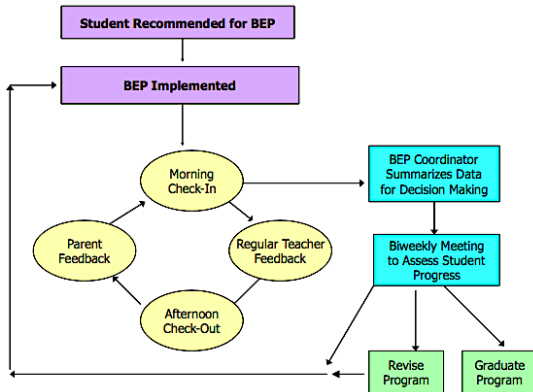 Student Recommended for BEP
BEP Implemented
Morning
Check-In
BEP Coordinator
Summarizes Data
for Decision Making
Parent
Feedback
Regular Teacher
Feedback
Biweekly Meeting
to Assess Student
Progress
Afternoon
Check-Out
Revise
Program
Graduate
Program